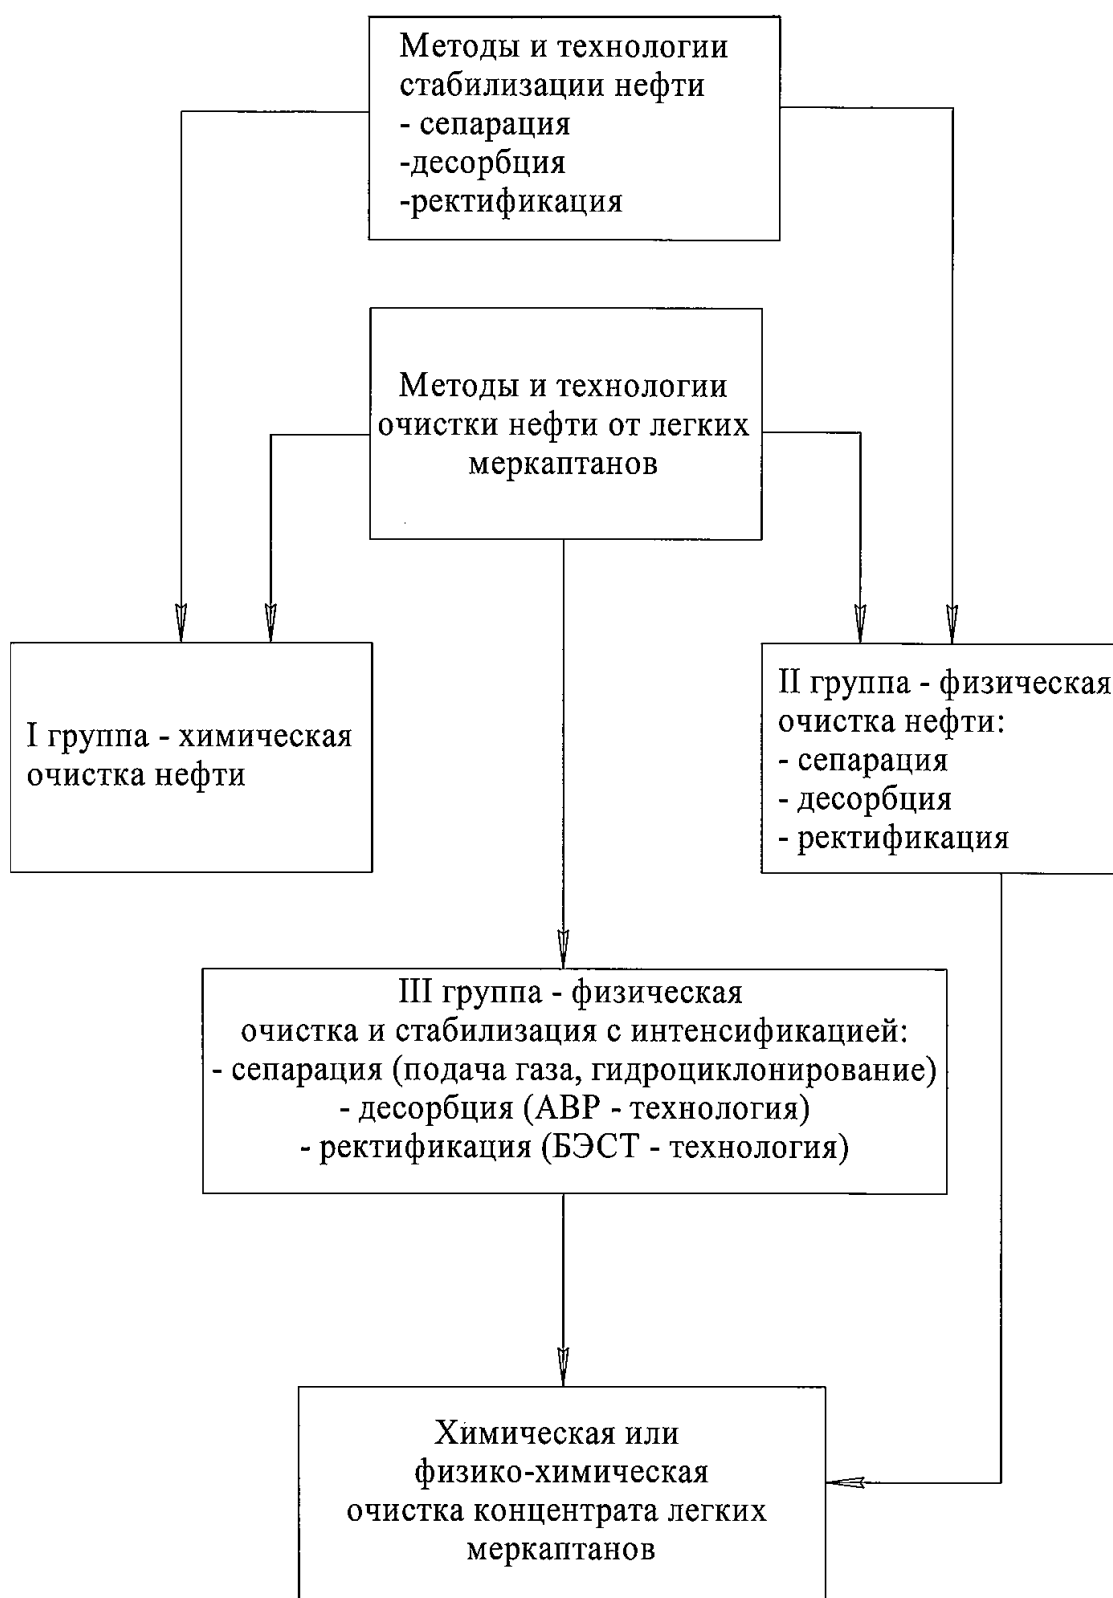 Методы и технологии
стабилизации нефти
- сепарация
-десорбция
-ректификация
Методы и технологии
очистки нефти от легких
меркаптанов
I группа - химическая
очистка нефти
II группа - физическая
очистка нефти:
- сепарация
- десорбция
- ректификация
III группа - физическая
очистка и стабилизация с интенсификацией:
- сепарация (подача газа, гидроциклонирование)
- десорбция (АВР - технология)
- ректификация (БЭСТ - технология)
Химическая или
физико-химическая
очистка концентрата легких
меркаптанов